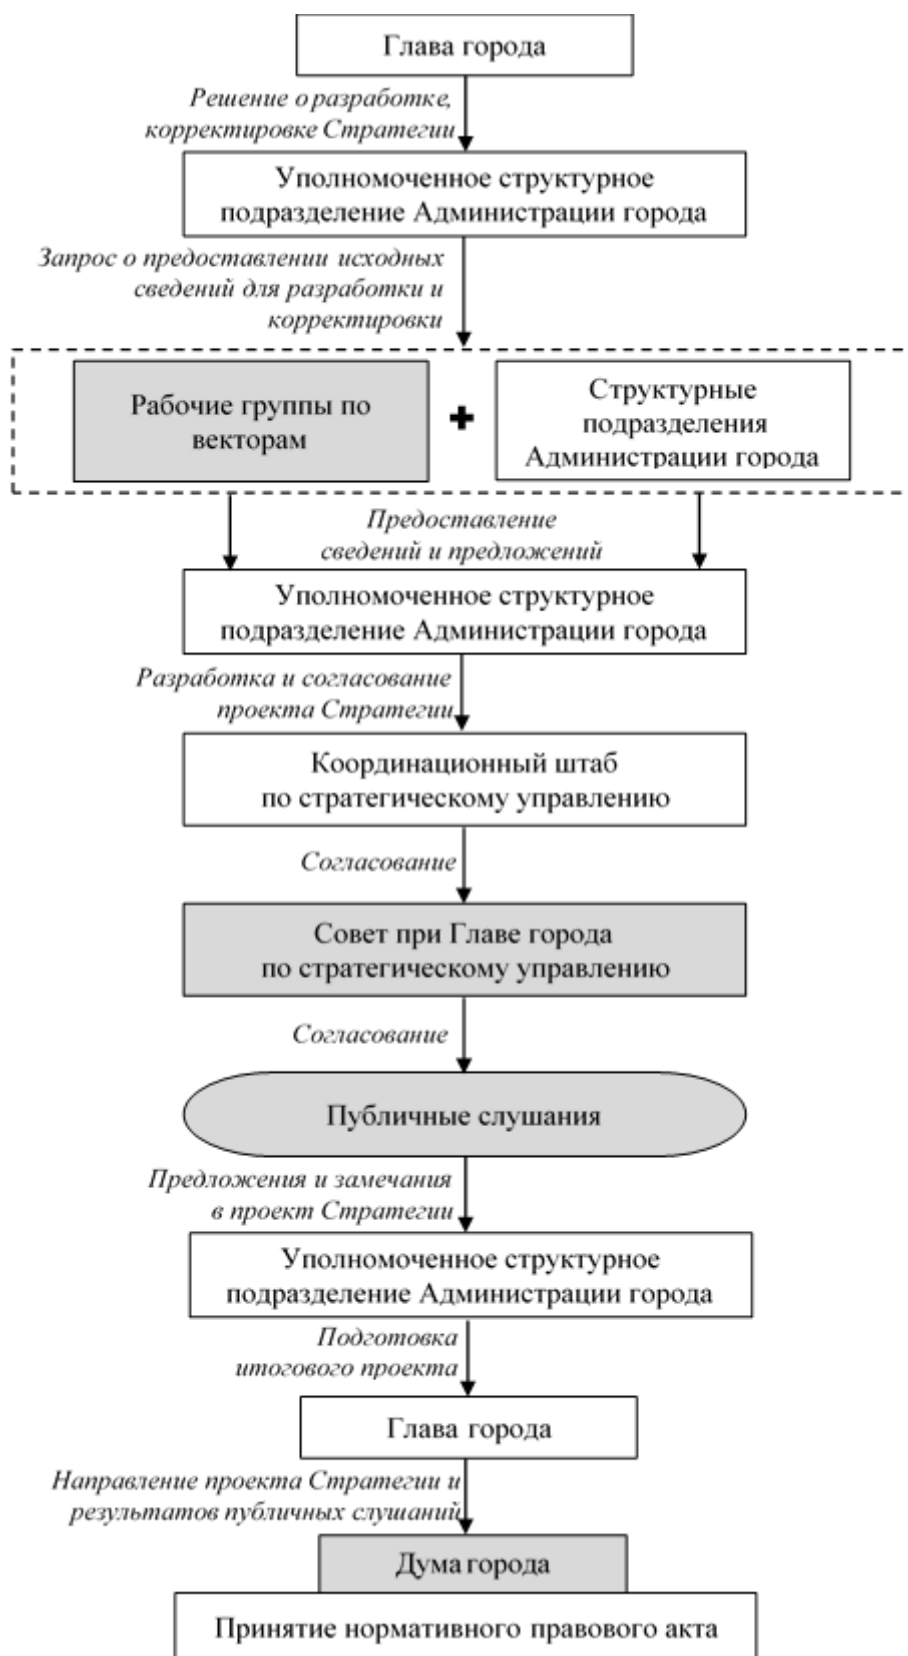 Глава города
Решение о разработке,
корректировке Стратегии
Уполномоченное структурное
подразделение Администрации города
Запрос о предоставлении исходных
сведений для разработки и
корректировки
Рабочие группы по
векторам
Структурные
подразделения
Администрации города
Предоставление
сведений и предложений
Уполномоченное структурное
подразделение Администрации города
Разработка и согласование
проекта Стратегии
Координационный штаб
по стратегическому управлению
Согласование
Совет при Главе города
по стратегическому управлению
Согласование
Публичные слушания
Предложения и замечания
в проект Стратегии
Уполномоченное структурное
подразделение Администрации города
Подготовка
итогового проекта
Глава города
Направление проекта Стратегии и
результатов публичных слушаний
Дума города
Принятие нормативного правового акта